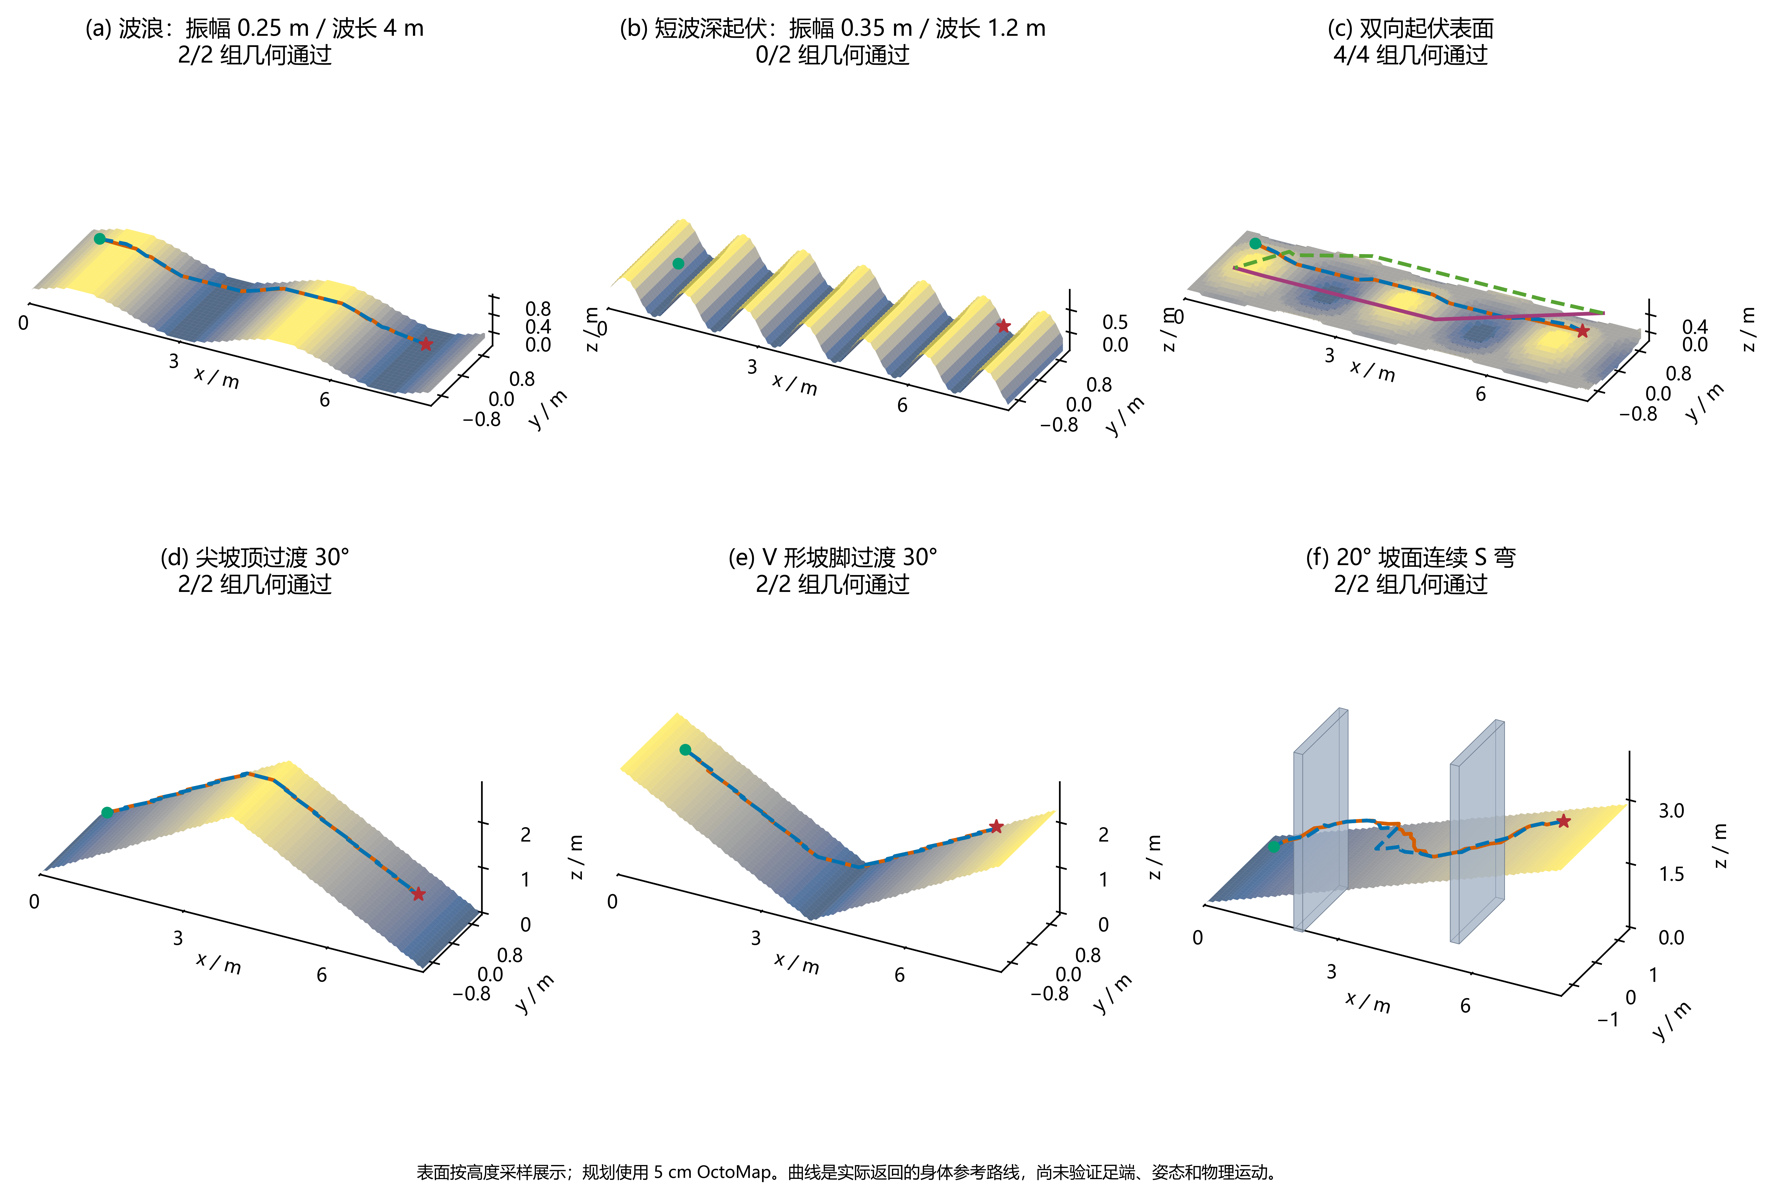 (a) 波浪：振幅 0.25 m / 波长 4 m
2/2 组几何通过
(b) 短波深起伏：振幅 0.35 m / 波长 1.2 m
0/2 组几何通过
(c) 双向起伏表面
4/4 组几何通过
0
3
6
x / m
−0.8
0.0
0.8
y / m
0.0
0.4
0.8
z / m
0
3
6
x / m
−0.8
0.0
0.8
y / m
0.0
0.5
z / m
0
3
6
x / m
−0.8
0.0
0.8
y / m
0.0
0.4
z / m
(d) 尖坡顶过渡 30°
2/2 组几何通过
(e) V 形坡脚过渡 30°
2/2 组几何通过
(f) 20° 坡面连续 S 弯
2/2 组几何通过
0
3
6
x / m
−0.8
0.0
0.8
y / m
0
1
2
z / m
0
3
6
x / m
−0.8
0.0
0.8
y / m
0
1
2
z / m
0
3
6
x / m
−1
0
1
y / m
0.0
1.5
3.0
z / m
表面按高度采样展示；规划使用 5 cm OctoMap。曲线是实际返回的身体参考路线，尚未验证足端、姿态和物理运动。